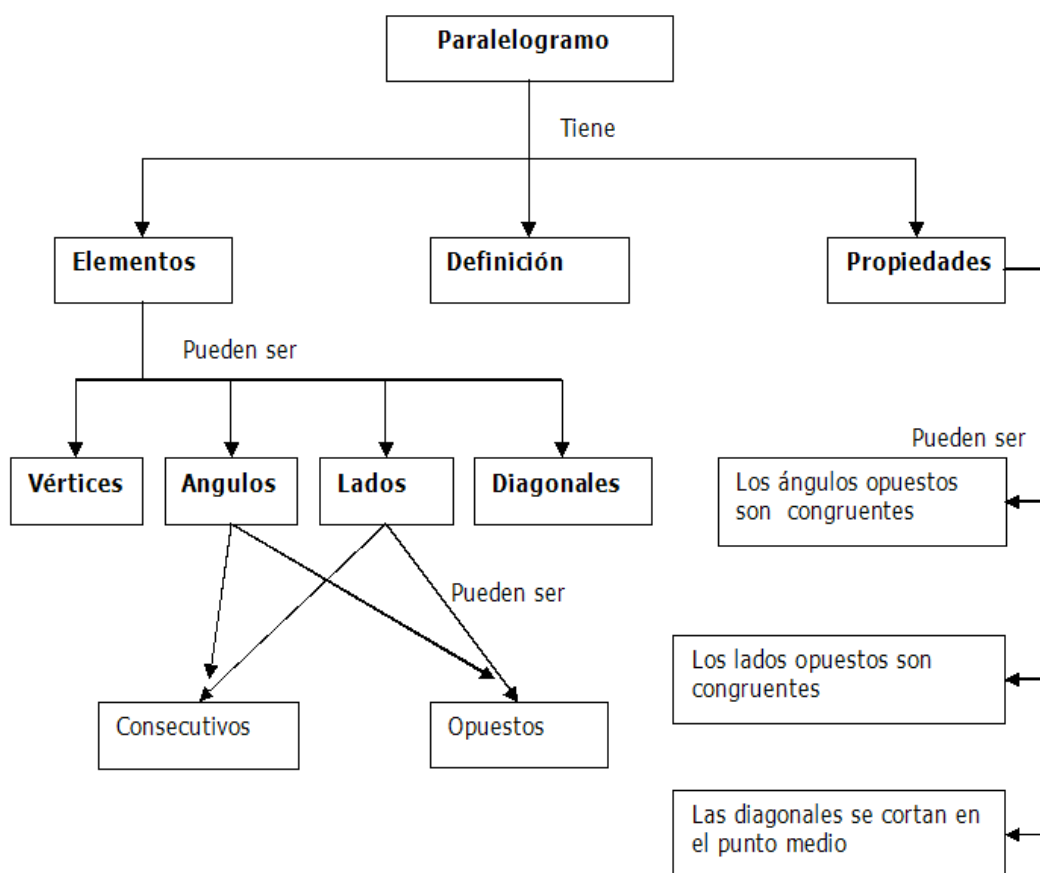 Paralelogramo
Tiene
Elementos
Definición
Propiedades
Pueden ser
Vértices
Angulos
Lados
Diagonales
Pueden ser
Los ángulos opuestos
son congruentes
Pueden ser
Consecutivos
Opuestos
Los lados opuestos son
congruentes
Las diagonales se cortan en
el punto medio